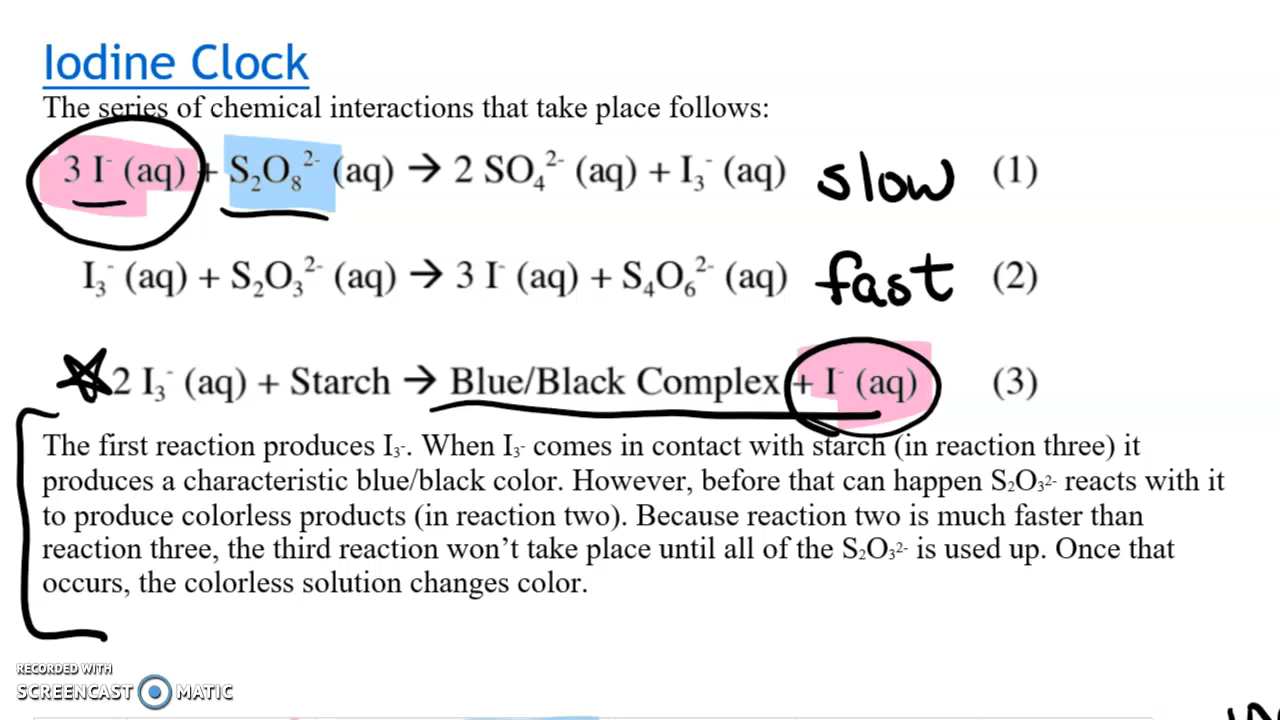 Iodine Clock
The series of chemical interactions that take place follows:
3 I⁻ (aq) + S₂O₈²⁻ (aq) → 2 SO₄²⁻ (aq) + I₃⁻ (aq) slow (1)
I₃⁻ (aq) + S₂O₃²⁻ (aq) → 3 I⁻ (aq) + S₄O₆²⁻ (aq) fast (2)
2 I₃⁻ (aq) + Starch → Blue/Black Complex + I⁻ (aq) (3)
The first reaction produces I₃-. When I₃- comes in contact with starch (in reaction three) it
produces a characteristic blue/black color. However, before that can happen S₂O₃²⁻ reacts with it
to produce colorless products (in reaction two). Because reaction two is much faster than
reaction three, the third reaction won't take place until all of the S₂O₃²⁻ is used up. Once that
occurs, the colorless solution changes color.
RECORDED WITH
SCREENCAST MATIC